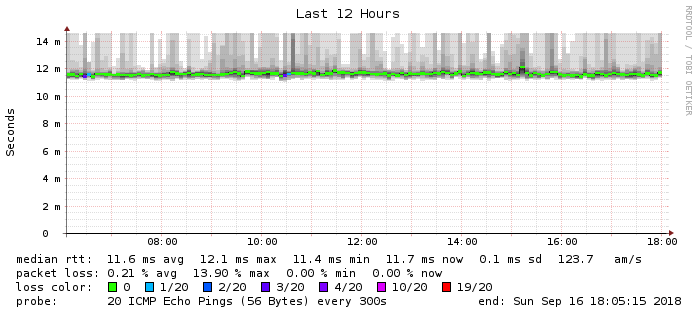 Last 12 Hours
RRDTOOL / TOBI OETIKER
Seconds
14 m
12 m
10 m
8 m
6 m
4 m
2 m
0
08:00 10:00 12:00 14:00 16:00 18:00
median rtt: 11.6 ms avg 12.1 ms max 11.4 ms min 11.7 ms now 0.1 ms sd 123.7 am/s
packet loss: 0.21 % avg 13.90 % max 0.00 % min 0.00 % now
loss color: 0 1/20 2/20 3/20 4/20 10/20 19/20
probe: 20 ICMP Echo Pings (56 Bytes) every 300s end: Sun Sep 16 18:05:15 2018